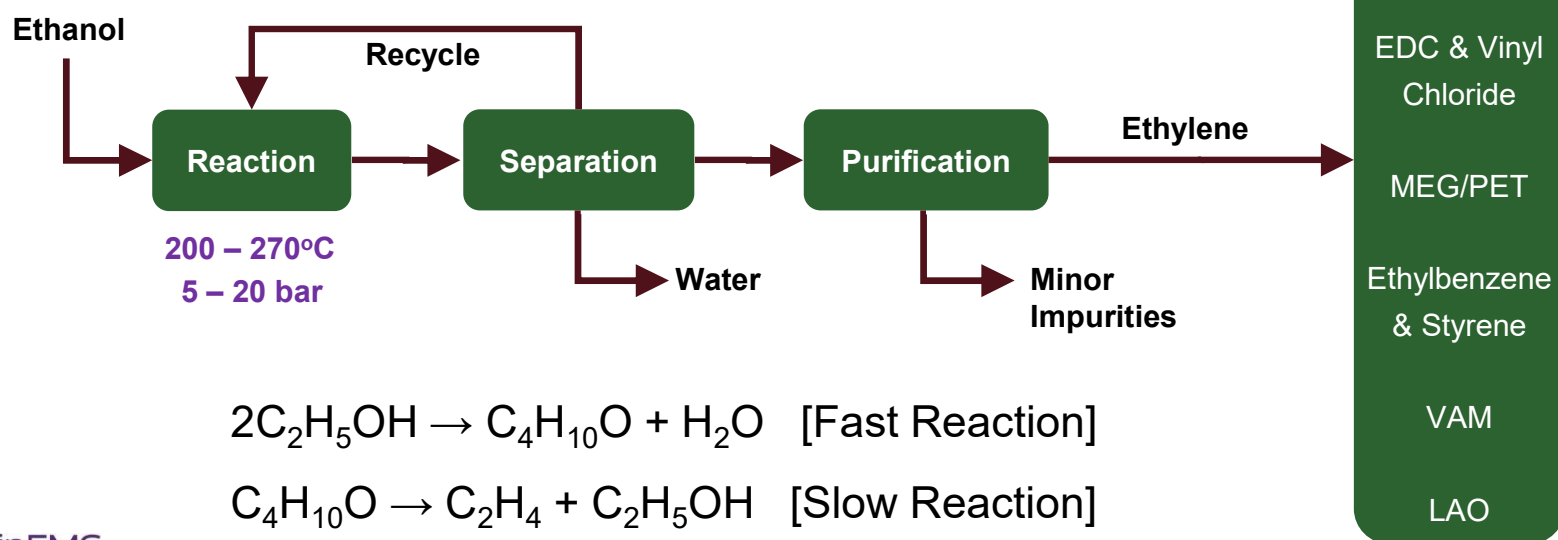 Ethanol
Recycle
Reaction
Separation
Purification
Ethylene
200 – 270°C
5 – 20 bar
Water
Minor
Impurities
EDC & Vinyl
Chloride
MEG/PET
Ethylbenzene
& Styrene
VAM
LAO
2C₂H₅OH → C₄H₁₀O + H₂O [Fast Reaction]
C₄H₁₀O → C₂H₄ + C₂H₅OH [Slow Reaction]